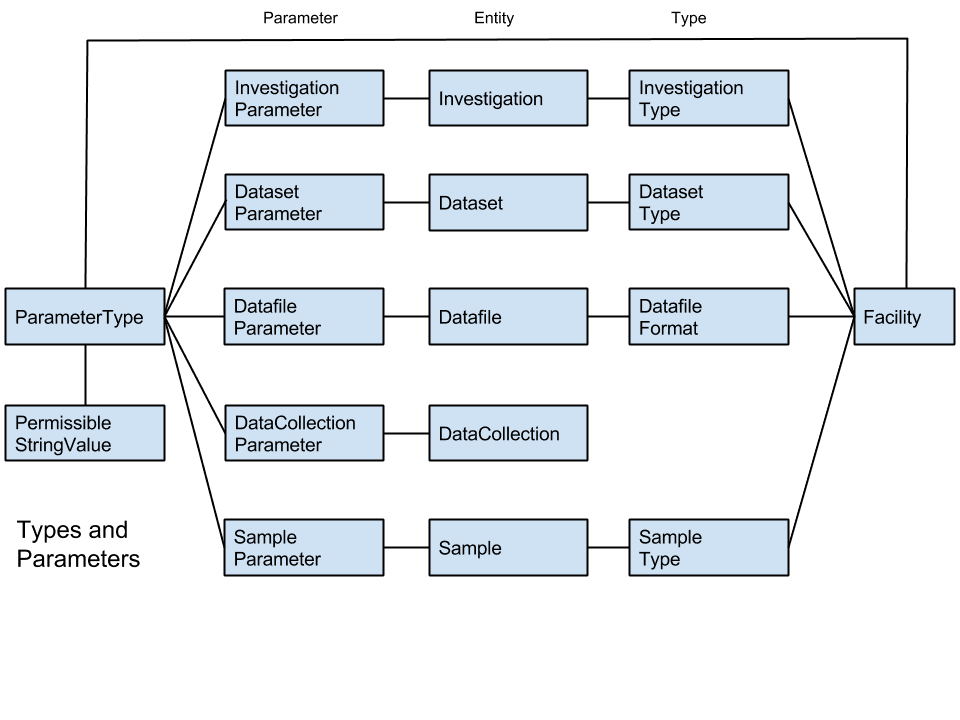 Parameter Entity Type
Investigation
Parameter
Investigation
Investigation
Type
Dataset
Parameter
Dataset
Dataset
Type
ParameterType
Datafile
Parameter
Datafile
Datafile
Format
Facility
Permissible
StringValue
DataCollection
Parameter
DataCollection
Types and
Parameters
Sample
Parameter
Sample
Sample
Type